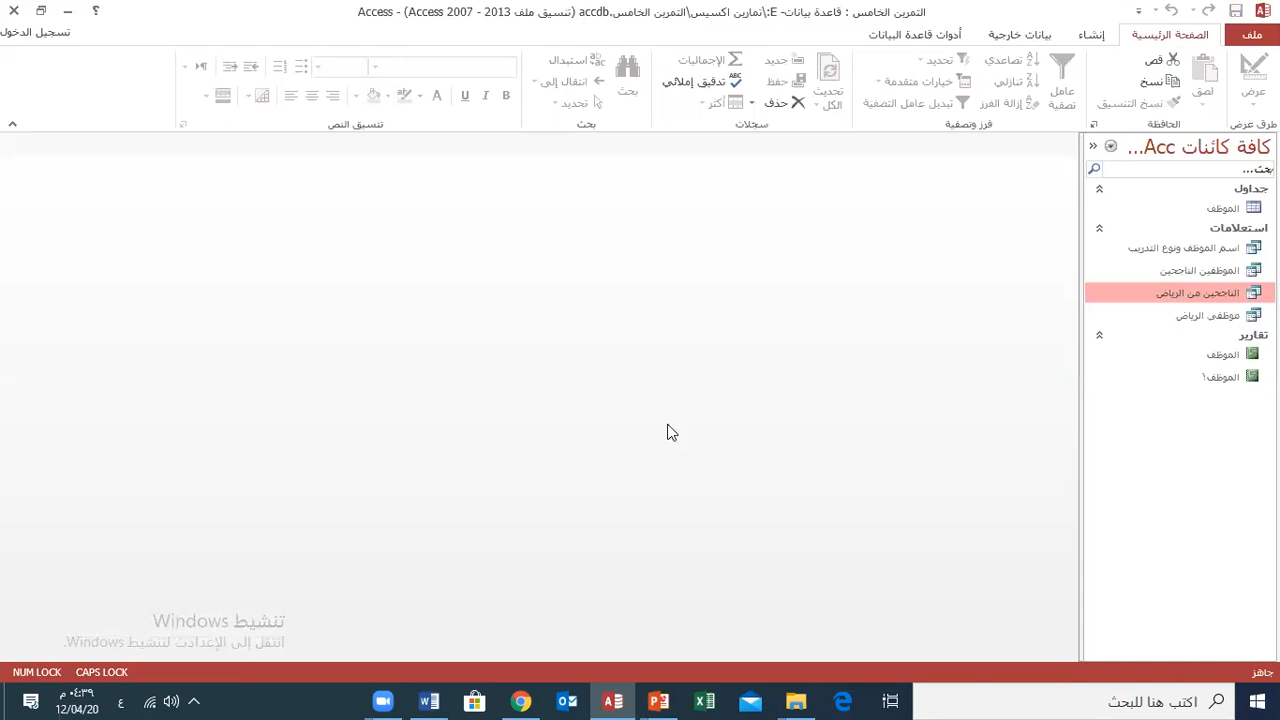 التمرين الخامس : قاعدة بيانات- E:\تمارين اكسيس\التمرين الخامس.accdb (تنسيق ملف Access 2007 - 2013) - Access
ملف
الصفحة الرئيسية
إنشاء
بيانات خارجية
أدوات قاعدة البيانات
تسجيل الدخول
عرض
لصق
قص
نسخ
نسخ التنسيق
عامل تصفية
تصاعدي
تنازلي
إزالة الفرز
تحديد
خيارات متقدمة
تبديل عامل التصفية
تحديث الكل
جديد
حفظ
حذف
الإجماليات
تدقيق إملائي
أكثر
بحث
استبدال
الانتقال إلى
تحديد
طرق عرض
الحافظة
فرز وتصفية
سجلات
بحث
تنسيق النص
كافة كائنات Acc...
بحث...
جداول
الموظف
استعلامات
اسم الموظف ونوع التدريب
الموظفين الناجحين
الناجحين من الرياض
موظفى الرياض
تقارير
الموظف
الموظف١
تنشيط Windows
انتقل إلى الإعدادات لتنشيط Windows.
جاهز
NUM LOCK
CAPS LOCK
اكتب هنا للبحث
ع
٠٤:٣٩ م
12/04/20